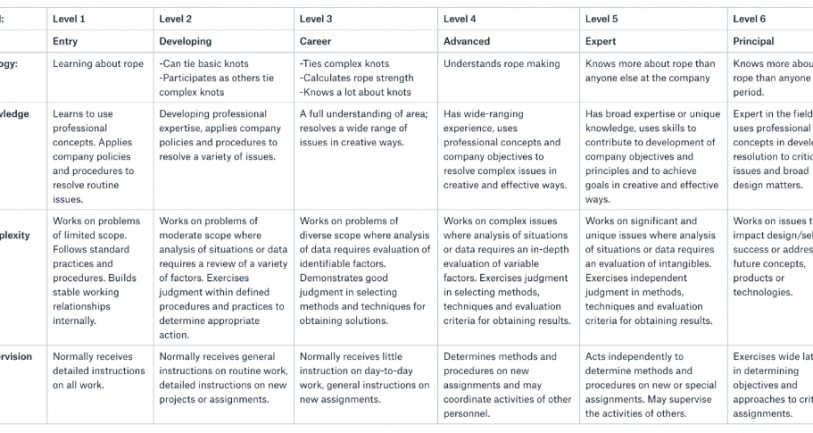 l: Level 1 Level 2 Level 3 Level 4 Level 5 Level 6
Entry Developing Career Advanced Expert Principal
ogy: Learning about rope -Can tie basic knots -Ties complex knots Understands rope making Knows more about rope than Knows more abou
-Participates as others tie -Calculates rope strength anyone else at the company rope than anyone
complex knots -Knows a lot about knots period.
wledge Learns to use Developing professional A full understanding of area; Has wide-ranging Has broad expertise or unique Expert in the field
professional expertise, applies company resolves a wide range of experience, uses knowledge, uses skills to uses professional
concepts. Applies policies and procedures to issues in creative ways. professional concepts and contribute to development of concepts in develo
company policies resolve a variety of issues. company objectives to company objectives and resolution to critic
and procedures to resolve complex issues in principles and to achieve issues and broad
resolve routine creative and effective ways. goals in creative and effective design matters.
issues. ways.
plexity Works on problems Works on problems of Works on problems of Works on complex issues Works on significant and Works on issues t
of limited scope. moderate scope where diverse scope where analysis where analysis of situations unique issues where analysis impact design/sel
Follows standard analysis of situations or data of data requires evaluation of or data requires an in-depth of situations or data requires success or addres
practices and requires a review of a variety identifiable factors. evaluation of variable an evaluation of intangibles. future concepts,
procedures. Builds of factors. Exercises Demonstrates good factors. Exercises judgment Exercises independent products or
stable working judgment within defined judgment in selecting in selecting methods, judgment in methods, technologies.
relationships procedures and practices to methods and techniques for techniques and evaluation techniques and evaluation
internally. determine appropriate obtaining solutions. criteria for obtaining results. criteria for obtaining results.
action.
ervision Normally receives Normally receives general Normally receives little Determines methods and Acts independently to Exercises wide lat
detailed instructions instructions on routine work, instruction on day-to-day procedures on new determine methods and in determining
on all work. detailed instructions on new work, general instructions on assignments and may procedures on new or special objectives and
projects or assignments. new assignments. coordinate activities of other assignments. May supervise approaches to crit
personnel. the activities of others. assignments.